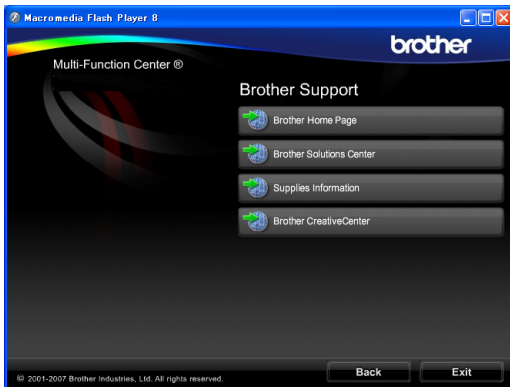 Macromedia Flash Player 8
brother
Multi-Function Center ®
Brother Support
Brother Home Page
Brother Solutions Center
Supplies Information
Brother CreativeCenter
© 2001-2007 Brother Industries, Ltd. All rights reserved.
Back
Exit